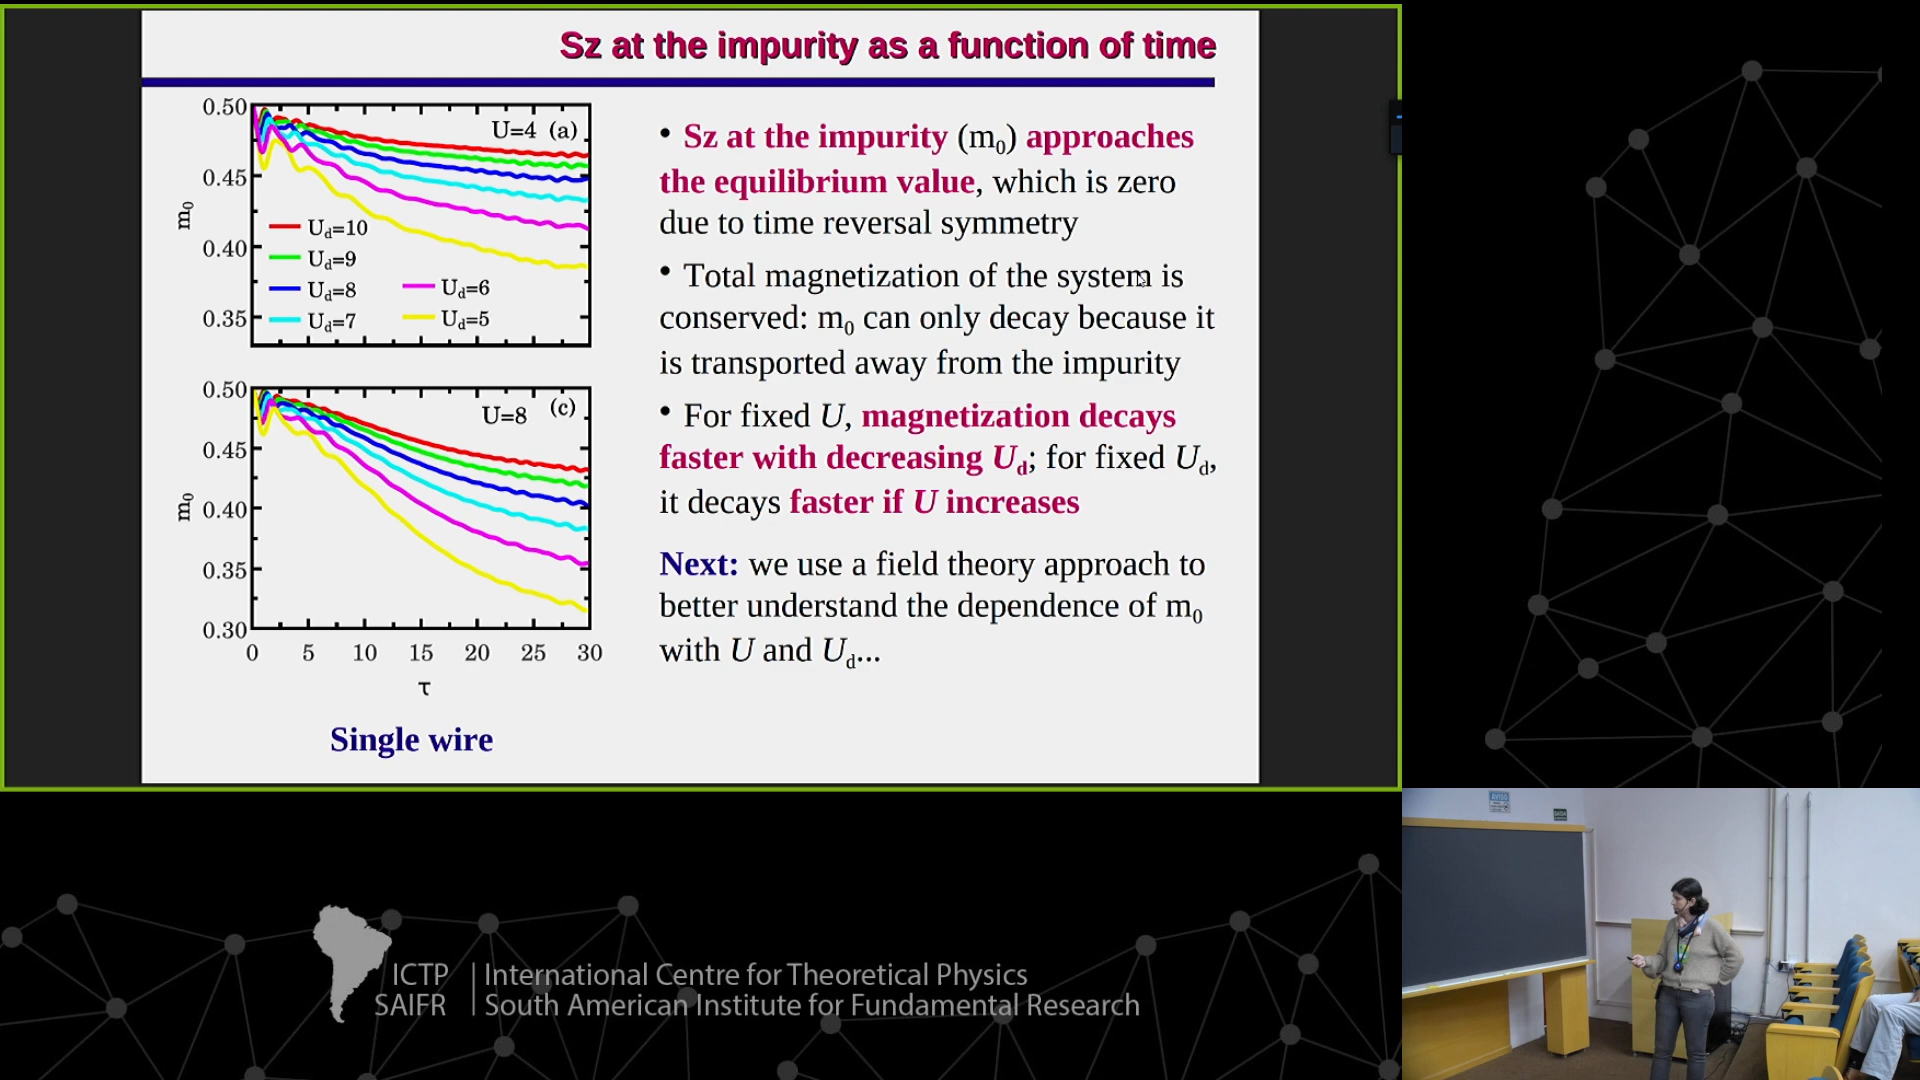 Sz at the impurity as a function of time
0.50
0.45
0.40
0.35
m0
U=4 (a)
Ud=10
Ud=9
Ud=8
Ud=7
Ud=6
Ud=5
0.50
0.45
0.40
0.35
0.30
m0
U=8 (c)
0 5 10 15 20 25 30
τ
Single wire
• Sz at the impurity (m0) approaches
the equilibrium value, which is zero
due to time reversal symmetry
• Total magnetization of the system is
conserved: m0 can only decay because it
is transported away from the impurity
• For fixed U, magnetization decays
faster with decreasing Ud; for fixed Ud,
it decays faster if U increases
Next: we use a field theory approach to
better understand the dependence of m0
with U and Ud...
ICTP | International Centre for Theoretical Physics
SAIFR | South American Institute for Fundamental Research